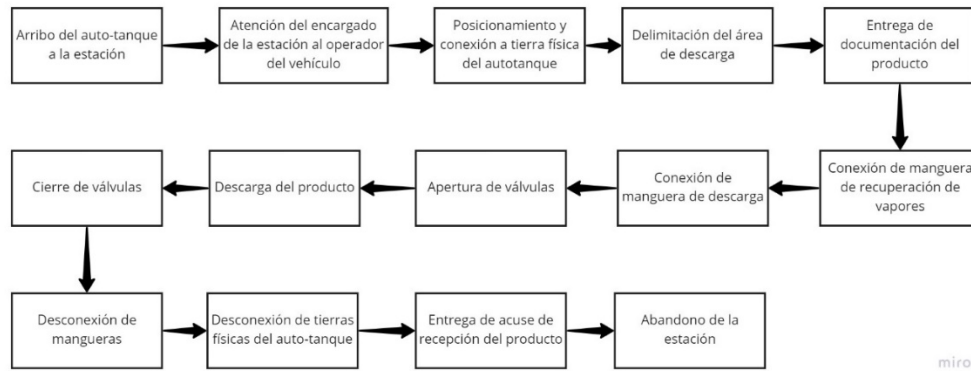 Arribo del auto-tanque
a la estación
Atención del encargado
de la estación al operador
del vehículo
Posicionamiento y
conexión a tierra física
del autotanque
Delimitación del área
de descarga
Entrega de
documentación del
producto
Conexión de manguera
de recuperación de
vapores
Conexión de
manguera de descarga
Apertura de válvulas
Descarga del producto
Cierre de válvulas
Desconexión de
mangueras
Desconexión de tierras
físicas del auto-tanque
Entrega de acuse de
recepción del producto
Abandono de la
estación
miro